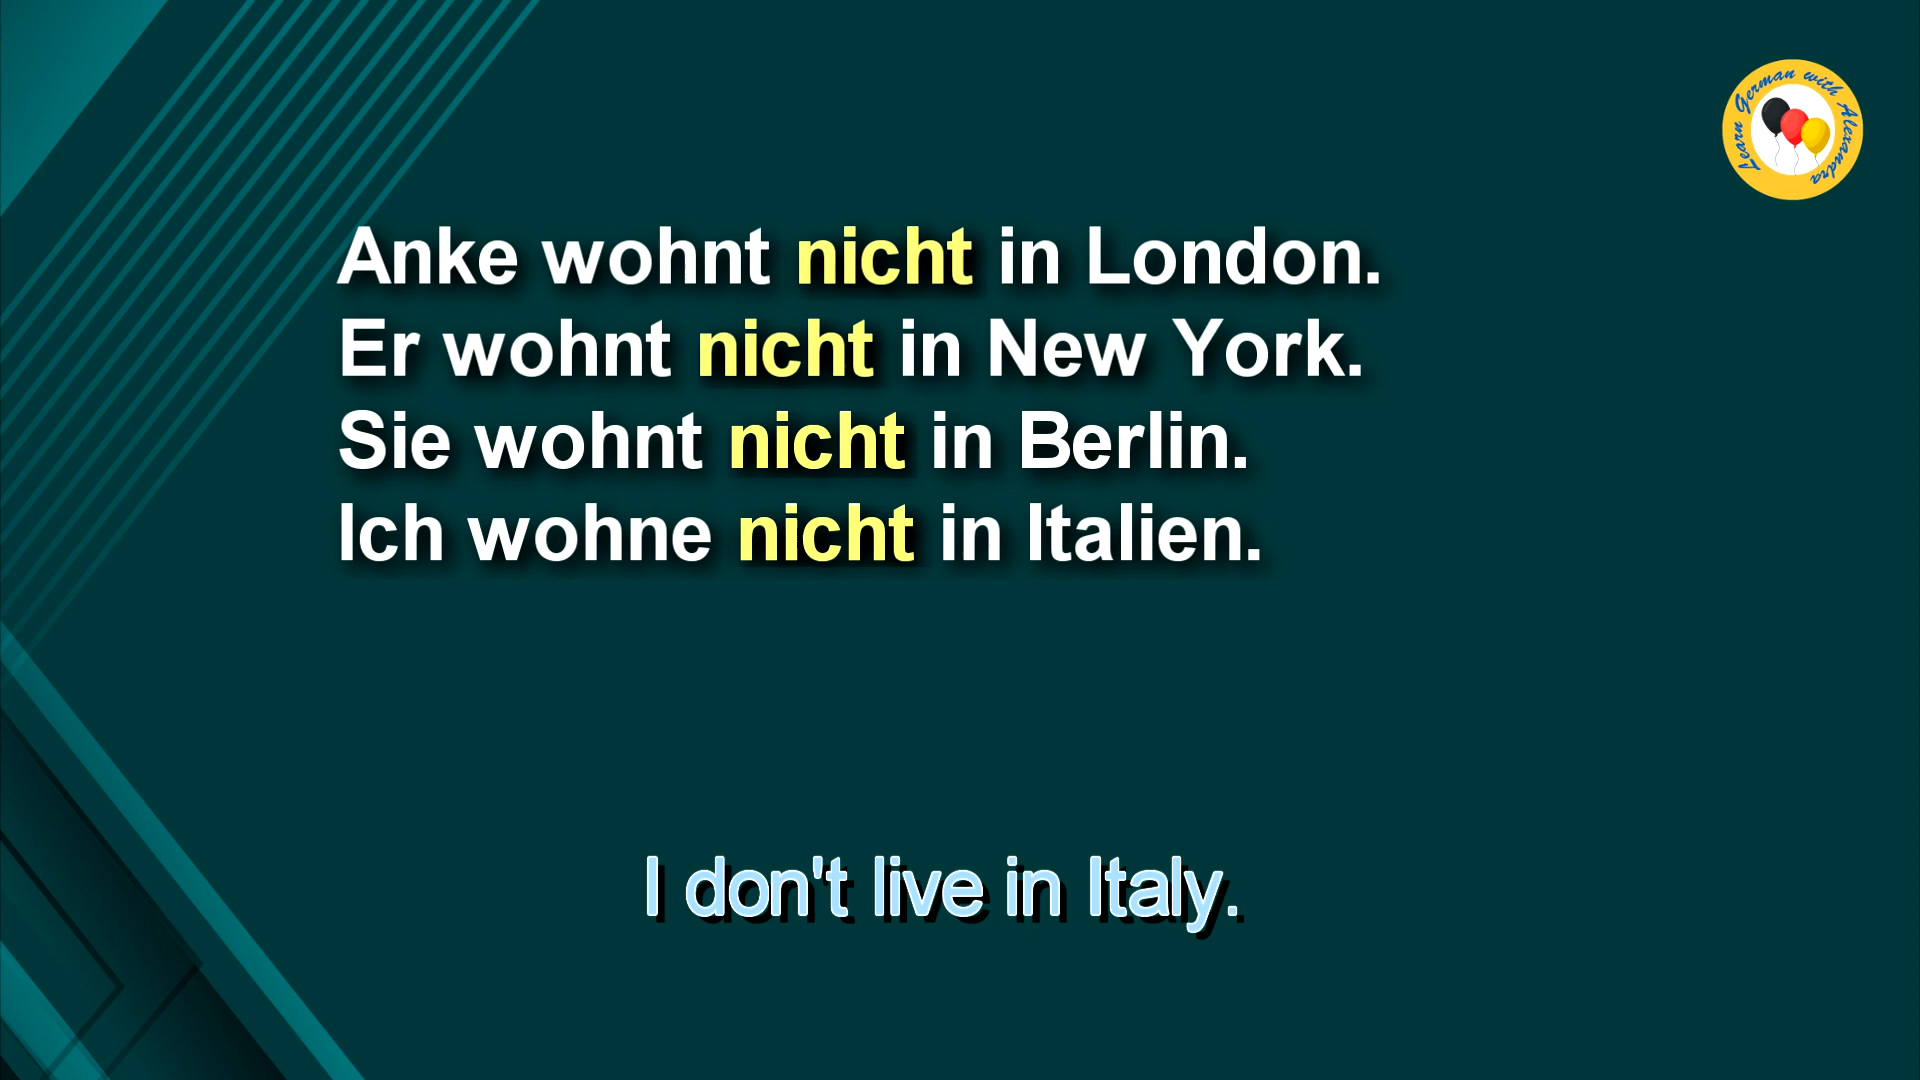 Learn German with Alexandra
Anke wohnt nicht in London.
Er wohnt nicht in New York.
Sie wohnt nicht in Berlin.
Ich wohne nicht in Italien.
I don't live in Italy.